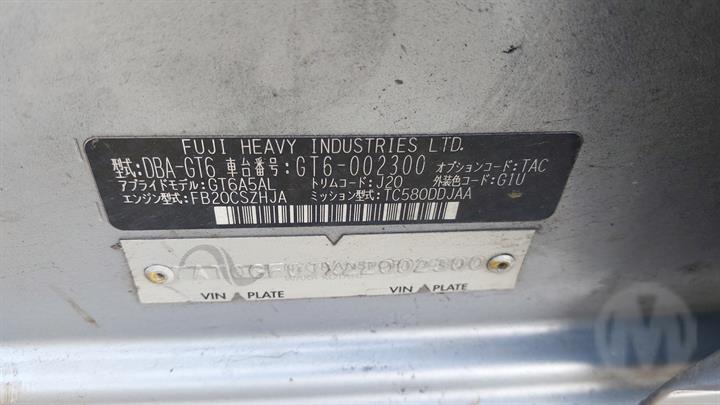 FUJI HEAVY INDUSTRIES LTD.
型式:DBA-GT6 車台番号:GT6-002300 オプションコード:TAC
アプライドモデル:GT6A5AL トリムコード:J20 外装色コード:G1U
エンジン型式:FB20CSZHJA ミッション型式:TC580DDJAA
VIN PLATE VIN PLATE